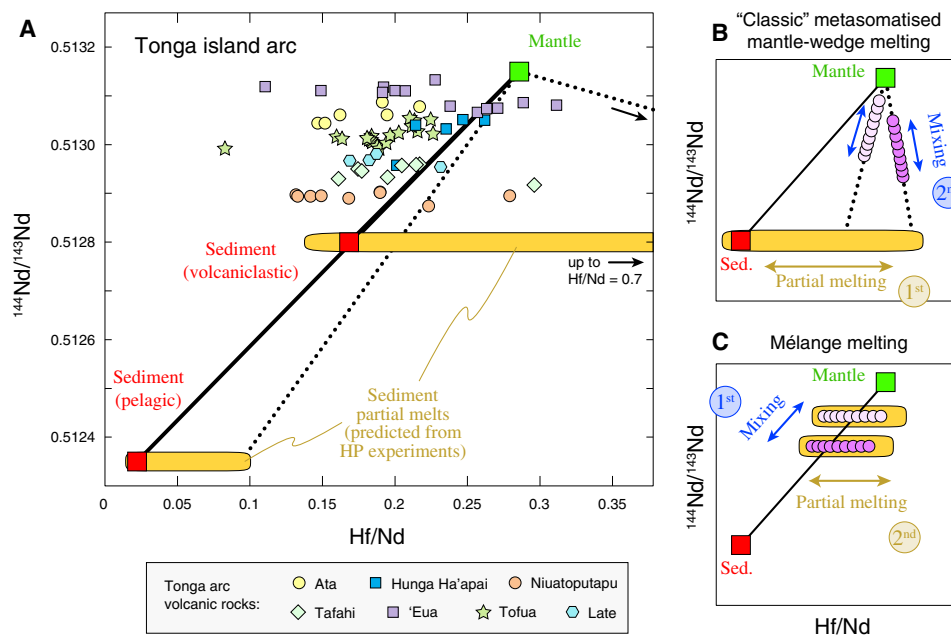 A
Tonga island arc
Mantle
0.5132
0.5130
0.5128
0.5126
0.5124
¹⁴⁴Nd/¹⁴³Nd
Sediment
(volcaniclastic)
up to
Hf/Nd = 0.7
Sediment
(pelagic)
Sediment
partial melts
(predicted from
HP experiments)
0
0.05
0.1
0.15
0.2
0.25
0.3
0.35
Hf/Nd
Tonga arc
volcanic rocks:
Ata
Hunga Ha'apai
Niuatoputapu
Tafahi
'Eua
Tofua
Late
B
“Classic” metasomatised
mantle-wedge melting
Mantle
Mixing
2ⁿ
¹⁴⁴Nd/¹⁴³Nd
Sed.
Partial melting
1ˢᵗ
C
Mélange melting
Mantle
1ˢᵗ
Mixing
¹⁴⁴Nd/¹⁴³Nd
Partial melting
2ⁿᵈ
Sed.
Hf/Nd